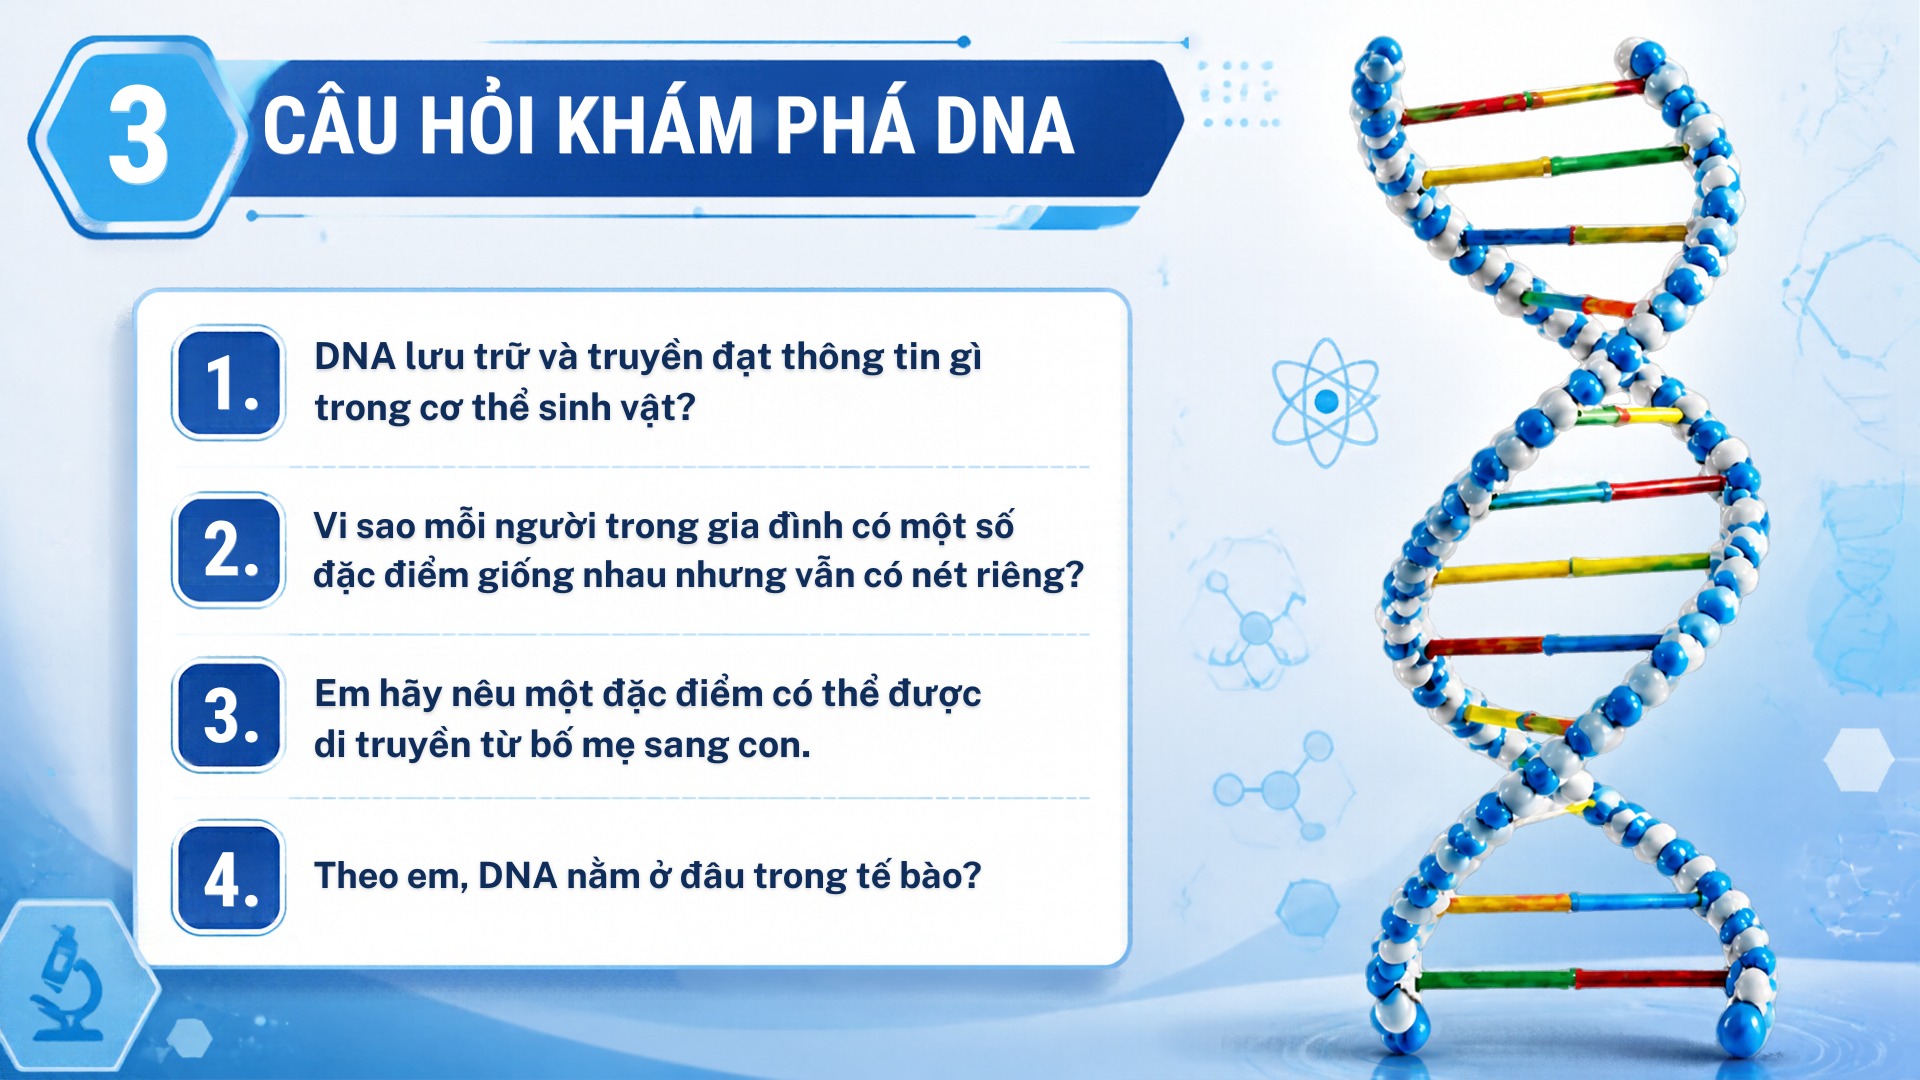 3
CÂU HỎI KHÁM PHÁ DNA
1.
DNA lưu trữ và truyền đạt thông tin gì
trong cơ thể sinh vật?
2.
Vi sao mỗi người trong gia đình có một số
đặc điểm giống nhau nhưng vẫn có nét riêng?
3.
Em hãy nêu một đặc điểm có thể được
di truyền từ bố mẹ sang con.
4.
Theo em, DNA nằm ở đâu trong tế bào?